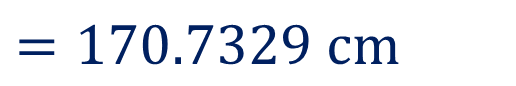 = 170.7329 cm